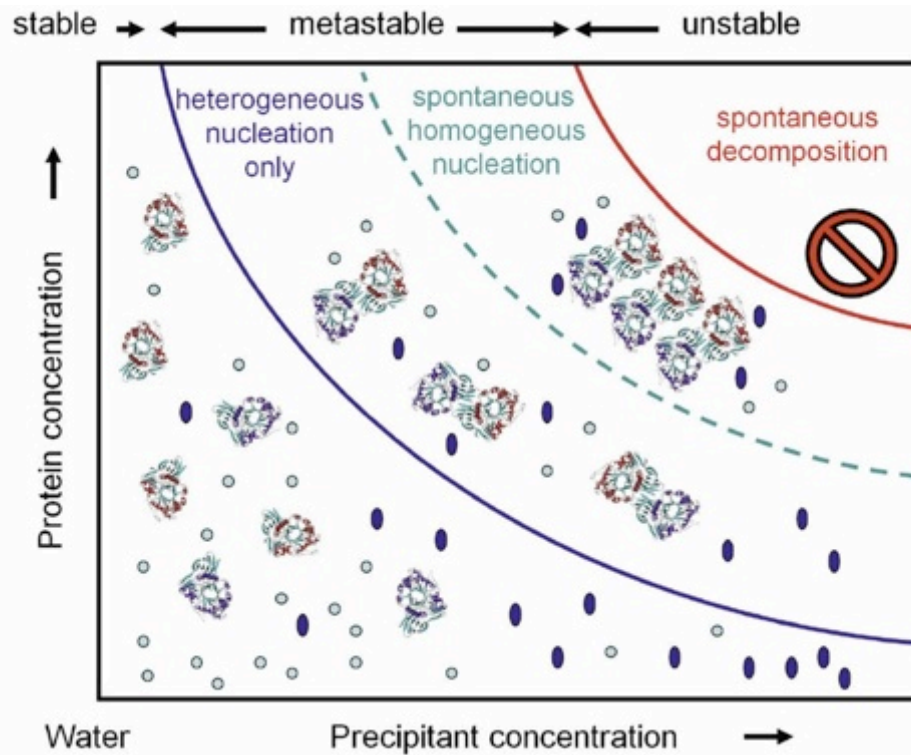 stable metastable unstable
heterogeneous
nucleation
only
spontaneous
homogeneous
nucleation
spontaneous
decomposition
Protein concentration
Water Precipitant concentration